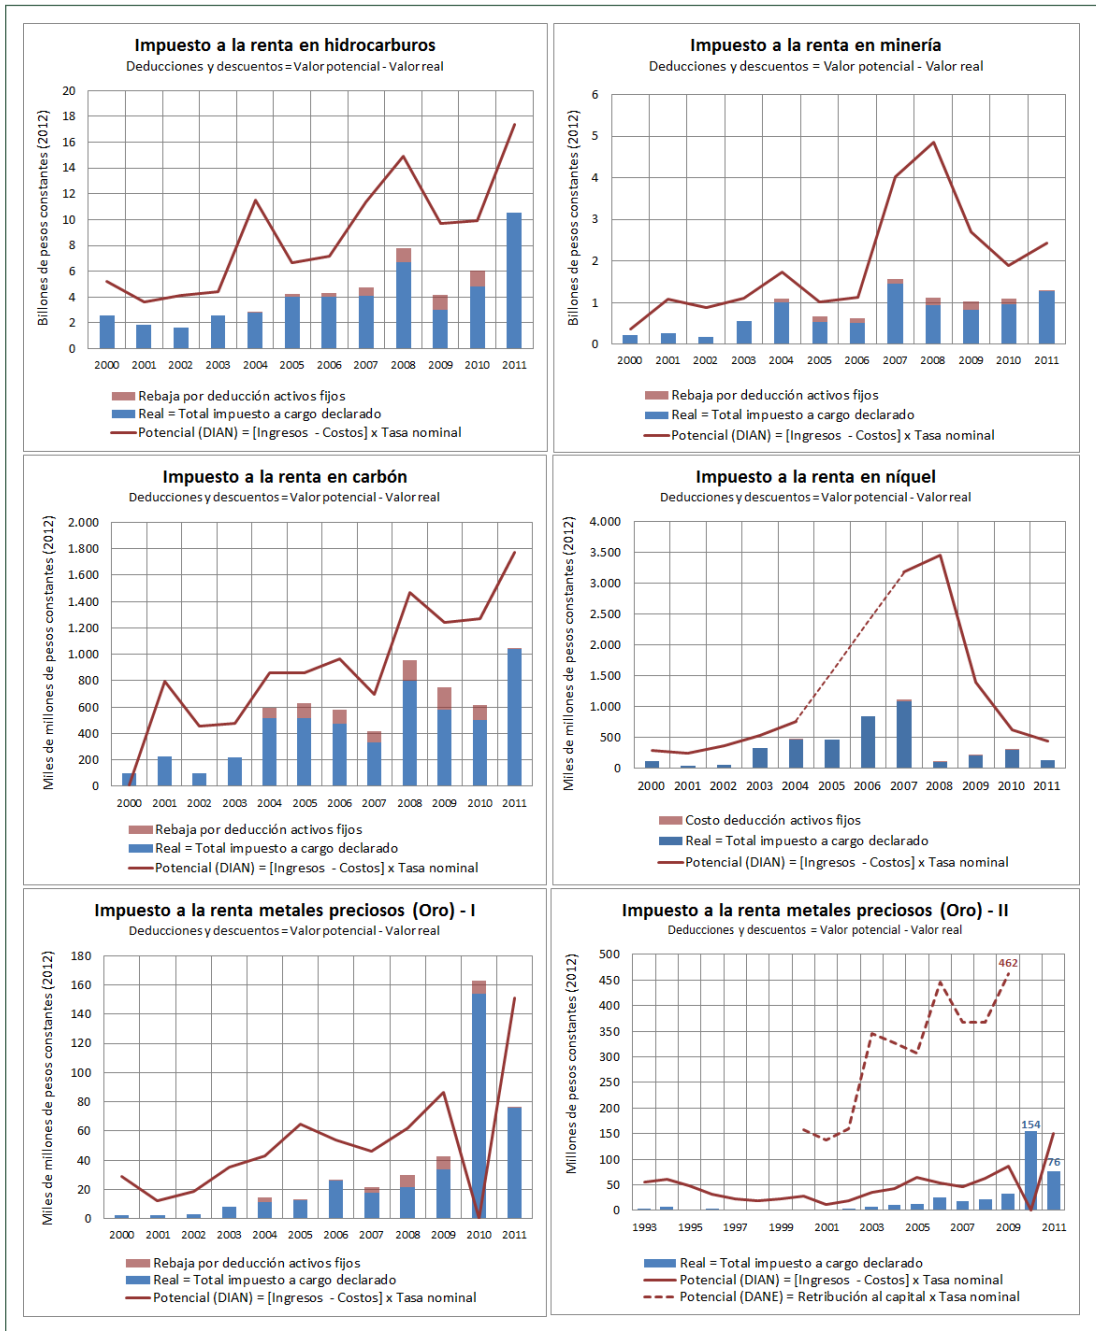 Impuesto a la renta en hidrocarburos
Deducciones y descuentos = Valor potencial - Valor real
Billones de pesos constantes (2012)
20
18
16
14
12
10
8
6
4
2
0
2000 2001 2002 2003 2004 2005 2006 2007 2008 2009 2010 2011
Rebaja por deducción activos fijos
Real = Total impuesto a cargo declarado
Potencial (DIAN) = [Ingresos - Costos] x Tasa nominal
Impuesto a la renta en minería
Deducciones y descuentos = Valor potencial - Valor real
Billones de pesos constantes (2012)
6
5
4
3
2
1
0
2000 2001 2002 2003 2004 2005 2006 2007 2008 2009 2010 2011
Rebaja por deducción activos fijos
Real = Total impuesto a cargo declarado
Potencial (DIAN) = [Ingresos - Costos] x Tasa nominal
Impuesto a la renta en carbón
Deducciones y descuentos = Valor potencial - Valor real
Miles de millones de pesos constantes (2012)
2.000
1.800
1.600
1.400
1.200
1.000
800
600
400
200
0
2000 2001 2002 2003 2004 2005 2006 2007 2008 2009 2010 2011
Rebaja por deducción activos fijos
Real = Total impuesto a cargo declarado
Potencial (DIAN) = [Ingresos - Costos] x Tasa nominal
Impuesto a la renta en níquel
Deducciones y descuentos = Valor potencial - Valor real
Miles de millones de pesos constantes (2012)
4.000
3.500
3.000
2.500
2.000
1.500
1.000
500
0
2000 2001 2002 2003 2004 2005 2006 2007 2008 2009 2010 2011
Costo deducción activos fijos
Real = Total impuesto a cargo declarado
Potencial (DIAN) = [Ingresos - Costos] x Tasa nominal
Impuesto a la renta metales preciosos (Oro) - I
Deducciones y descuentos = Valor potencial - Valor real
Miles de millones de pesos constantes (2012)
180
160
140
120
100
80
60
40
20
0
2000 2001 2002 2003 2004 2005 2006 2007 2008 2009 2010 2011
Rebaja por deducción activos fijos
Real = Total impuesto a cargo declarado
Potencial (DIAN) = [Ingresos - Costos] x Tasa nominal
Impuesto a la renta metales preciosos (Oro) - II
Deducciones y descuentos = Valor potencial - Valor real
Millones de pesos constantes (2012)
500
450
400
350
300
250
200
150
100
50
0
462
154
76
1993 1995 1997 1999 2001 2003 2005 2007 2009 2011
Real = Total impuesto a cargo declarado
Potencial (DIAN) = [Ingresos - Costos] x Tasa nominal
Potencial (DANE) = Retribución al capital x Tasa nominal